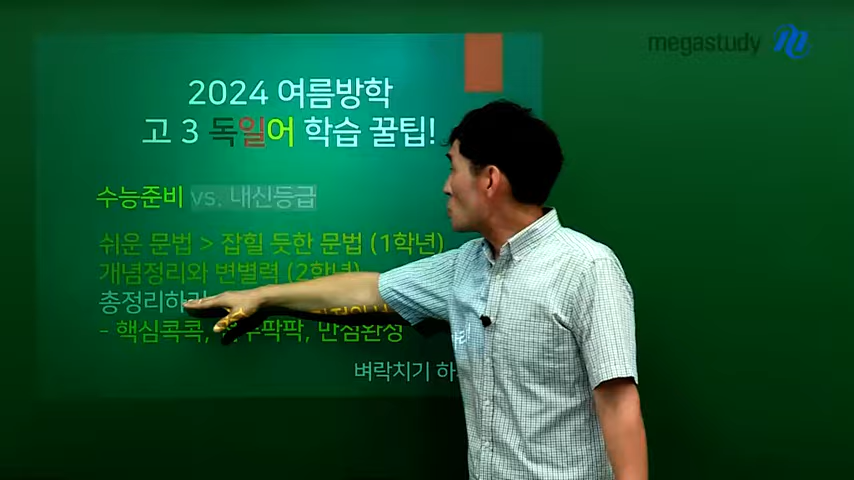 megastudy
2024 여름방학
고 3 독일어 학습 꿀팁!
수능준비 vs. 내신등급
쉬운 문법 > 잡힐 듯한 문법 (1학년)
개념정리와 변별력 (2학년)
총정리하
- 핵심콕콕, 팍팍, 만점완성
벼락치기 하